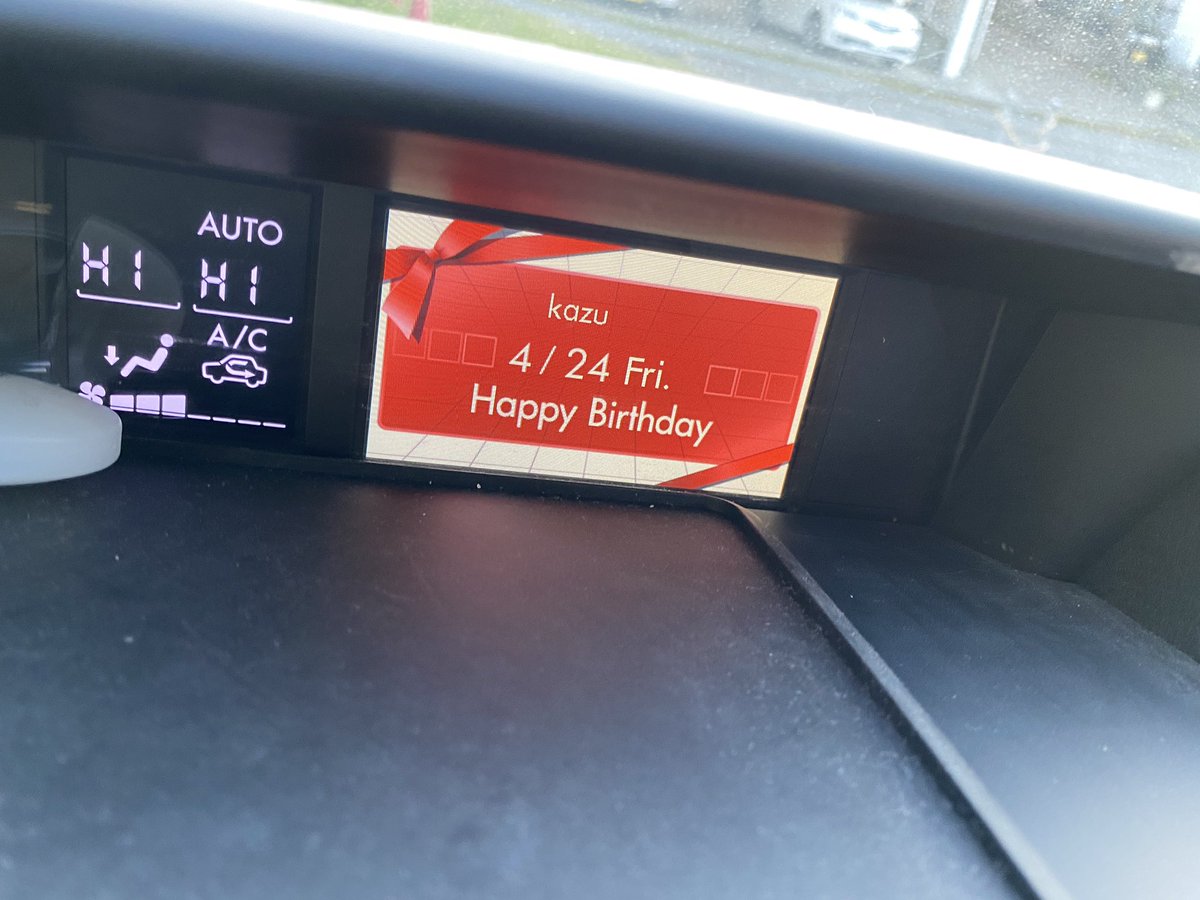 AUTO
HI HI
A/C
kazu
4/24 Fri.
Happy Birthday